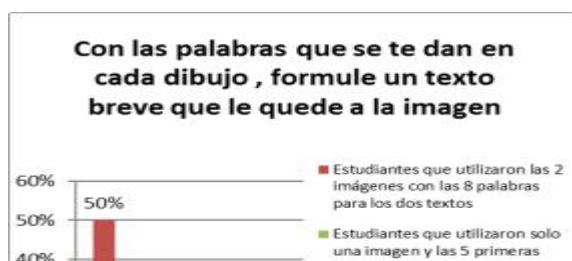 Con las palabras que se te dan en
cada dibujo , formule un texto
breve que le quede a la imagen
60%
50%
40%
50%
Estudiantes que utilizaron las 2
imágenes con las 8 palabras
para los dos textos
Estudiantes que utilizaron solo
una imagen y las 5 primeras